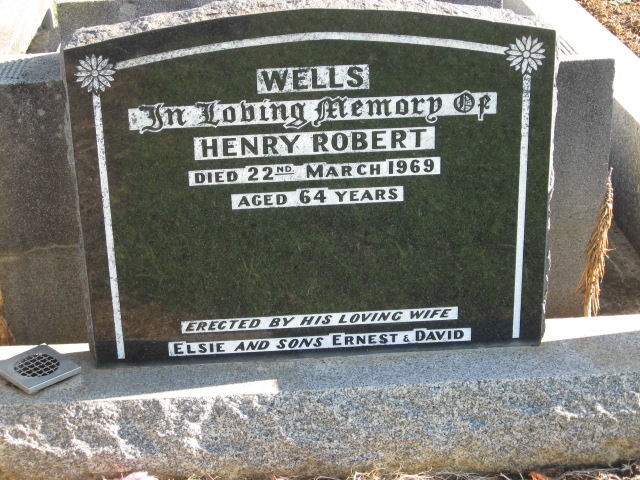 WELLS
In Loving Memory Of
HENRY ROBERT
DIED 22ND. MARCH 1969
AGED 64 YEARS
ERECTED BY HIS LOVING WIFE
ELSIE AND SONS ERNEST & DAVID